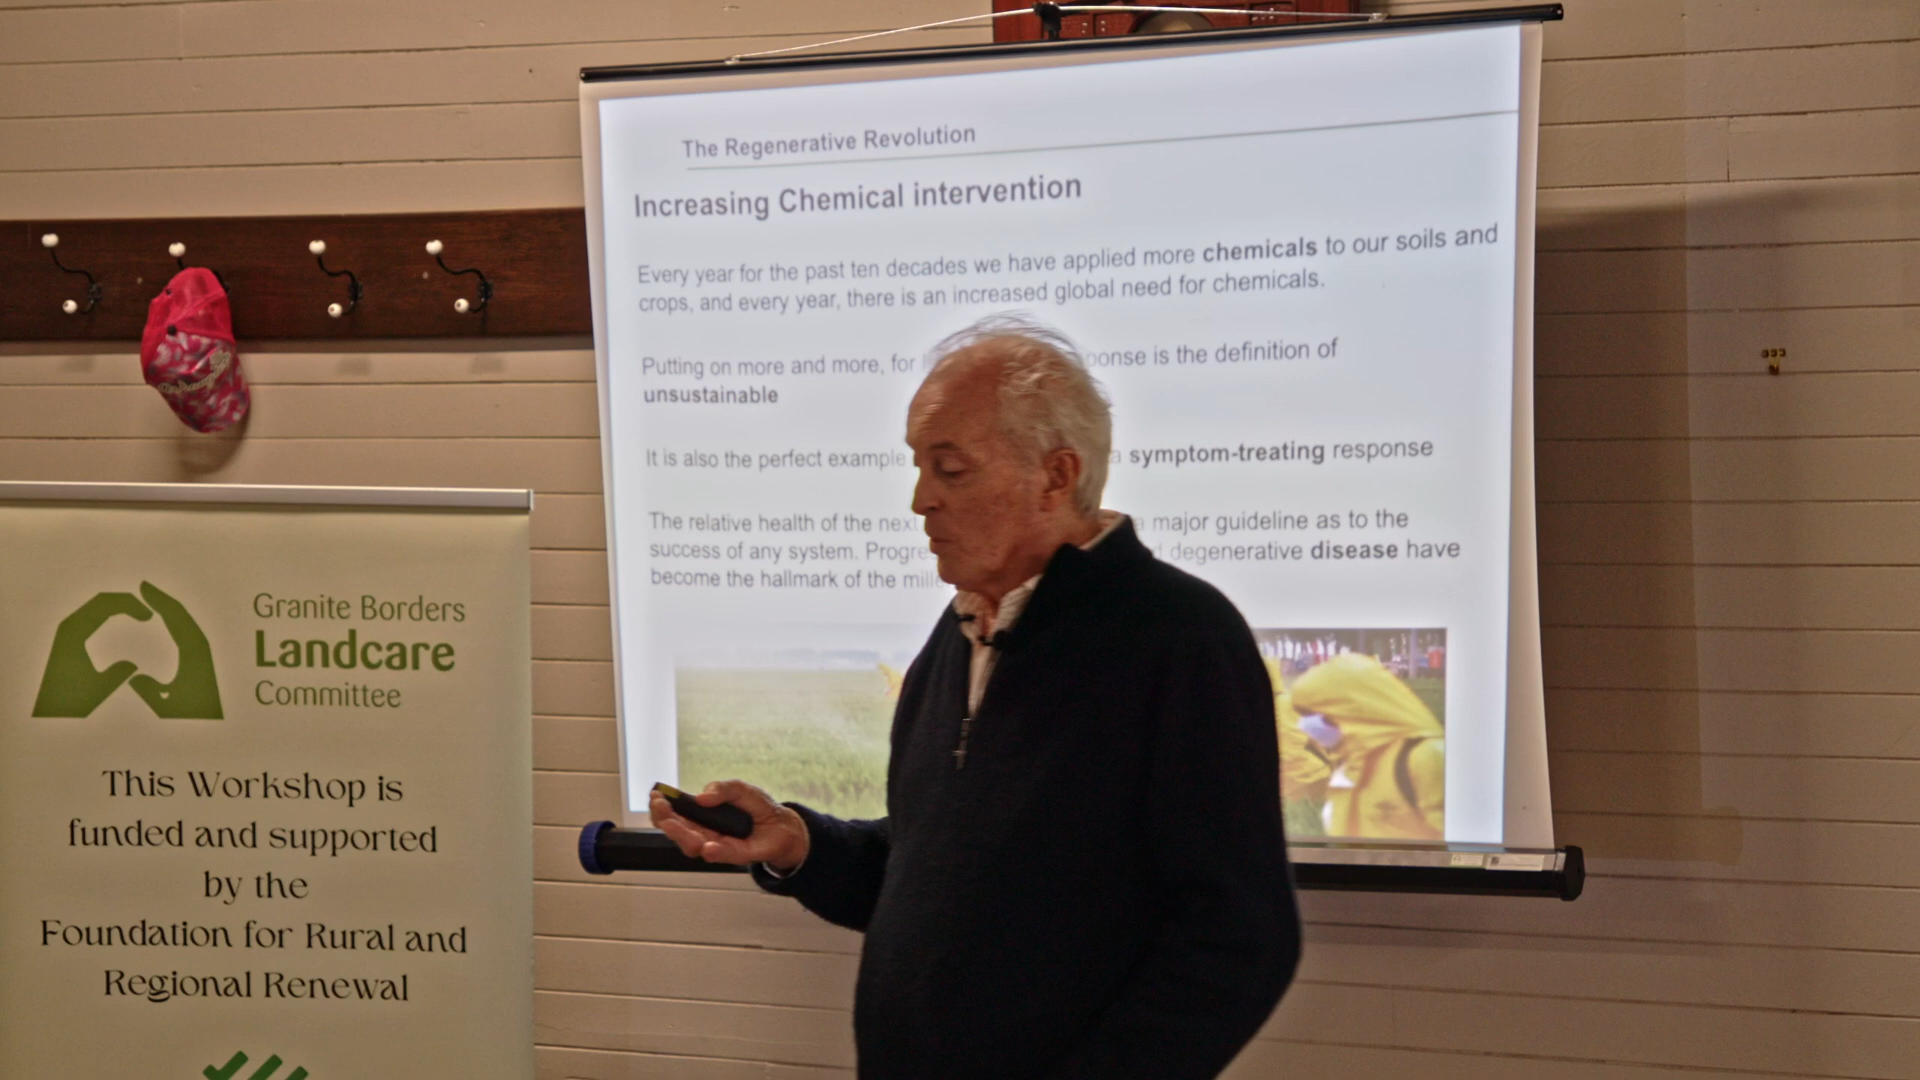 The Regenerative Revolution
Increasing Chemical intervention
Every year for the past ten decades we have applied more chemicals to our soils and
crops, and every year, there is an increased global need for chemicals.
Putting on more and more, for
is the definition of
unsustainable
It is also the perfect example
symptom-treating response
The relative health of the
major guideline as to the
success of any system.
degenerative disease have
become the hallmark of the
Granite Borders
Landcare
Committee
This Workshop is
funded and supported
by the
Foundation for Rural and
Regional Renewal